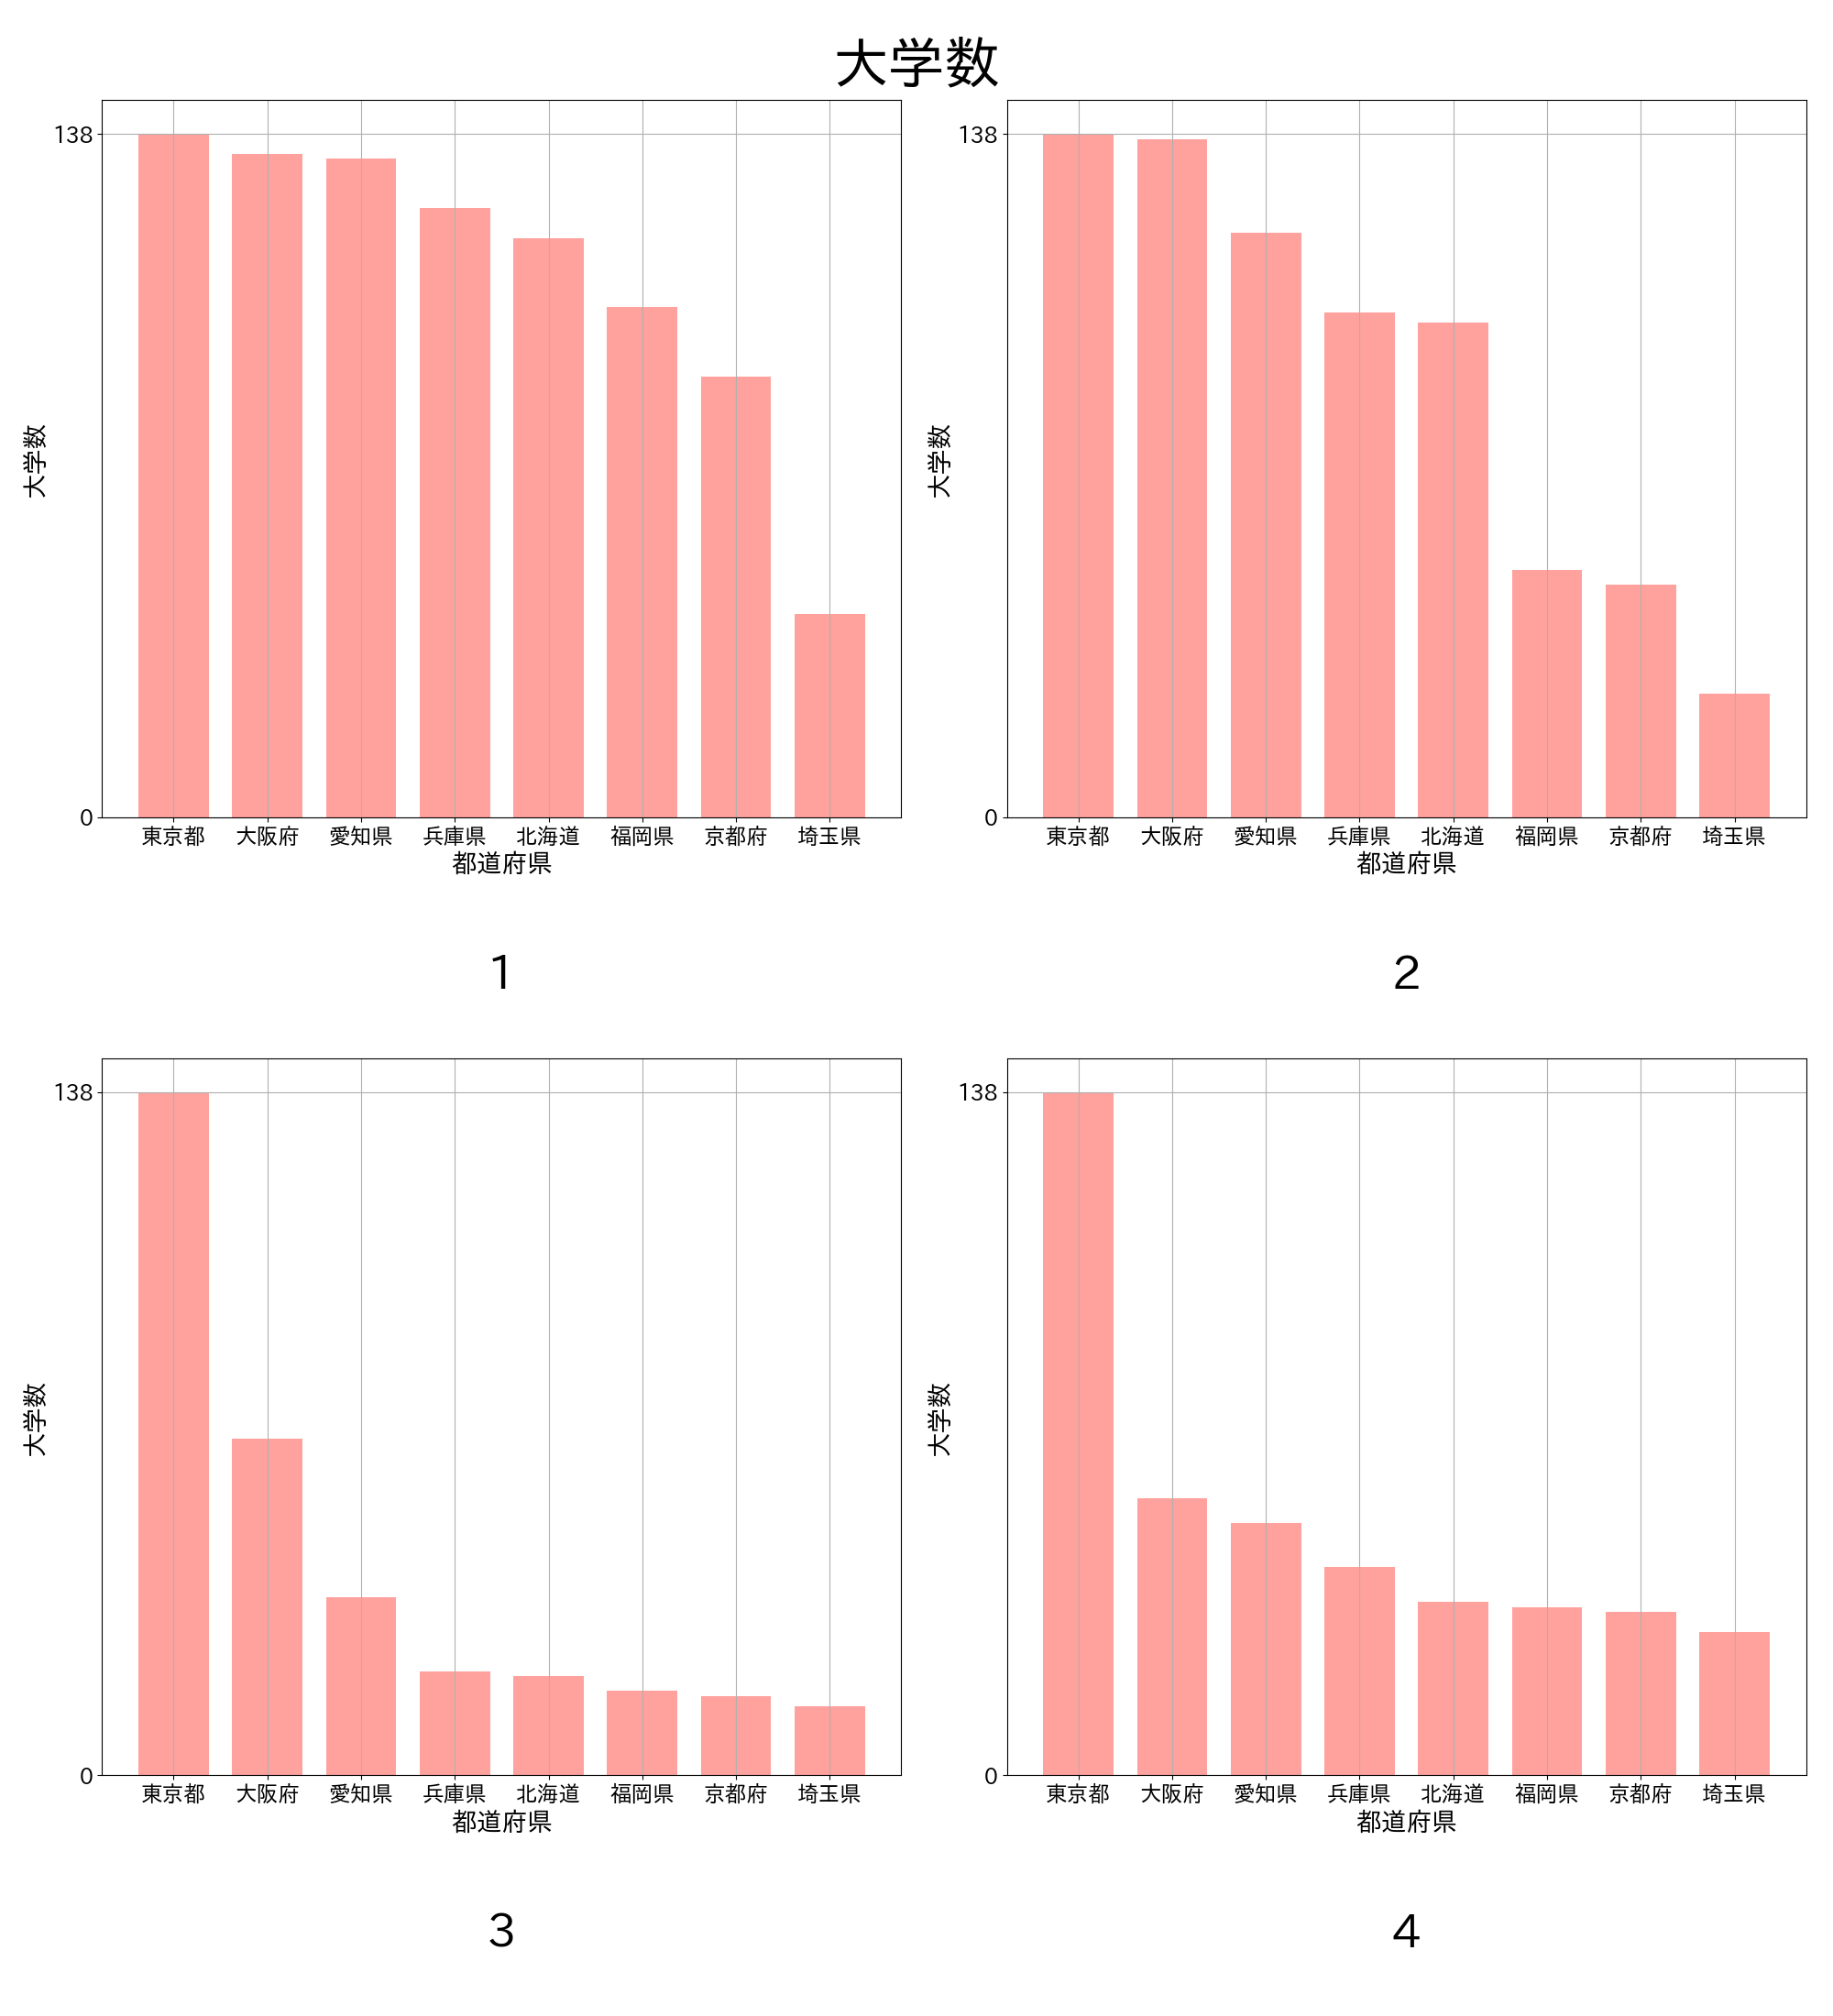 大学数
138
0
大学数
東京都 大阪府 愛知県 兵庫県 北海道 福岡県 京都府 埼玉県
都道府県
1
138
0
大学数
東京都 大阪府 愛知県 兵庫県 北海道 福岡県 京都府 埼玉県
都道府県
2
138
0
大学数
東京都 大阪府 愛知県 兵庫県 北海道 福岡県 京都府 埼玉県
都道府県
3
138
0
大学数
東京都 大阪府 愛知県 兵庫県 北海道 福岡県 京都府 埼玉県
都道府県
4